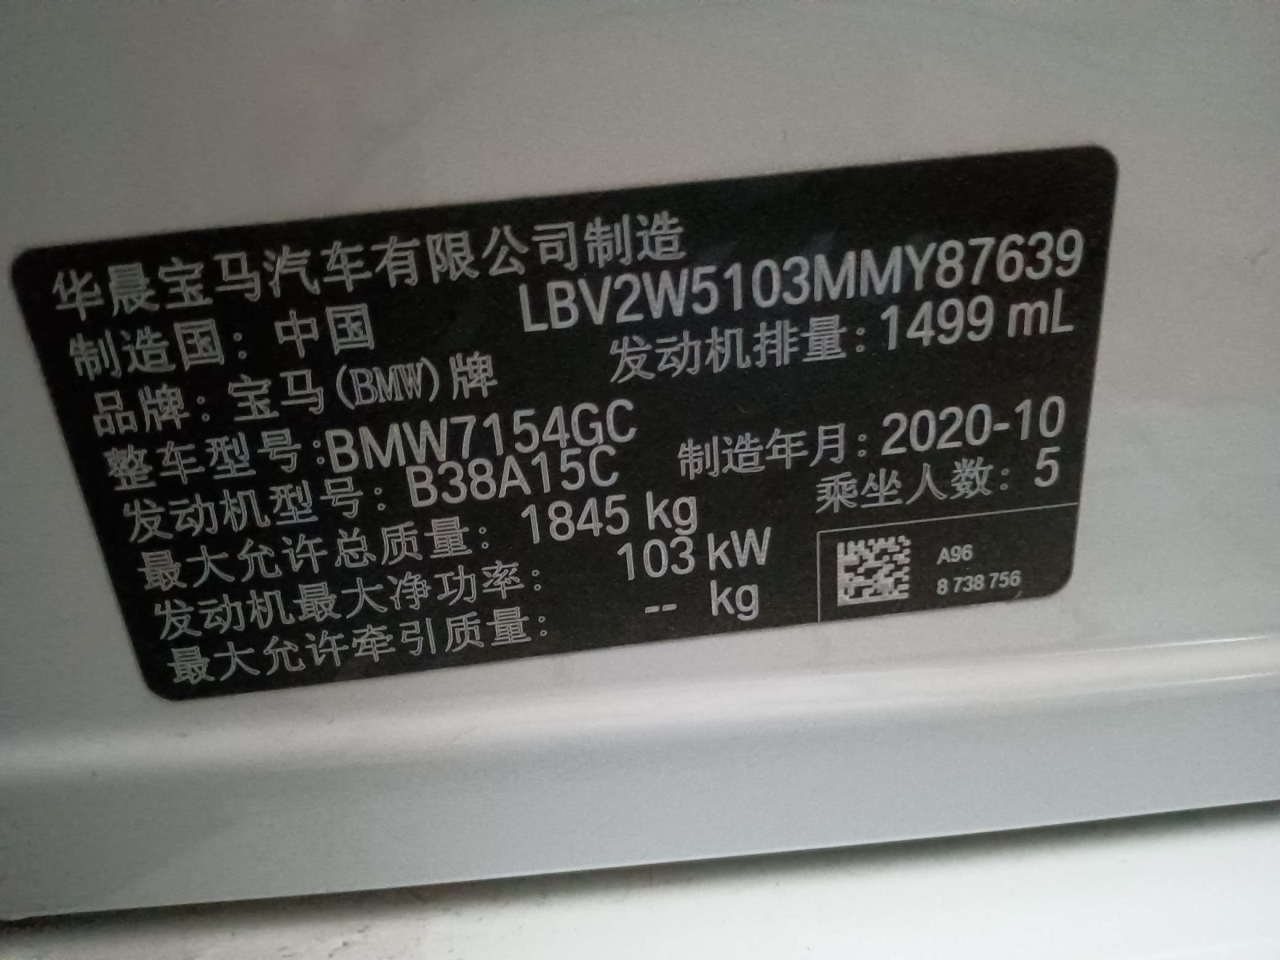 华晨宝马汽车有限公司制造
LBV2W5103MMY87639
制造国：中国
发动机排量：1499 mL
品牌：宝马(BMW)牌
整车型号：BMW7154GC
制造年月：2020-10
发动机型号：B38A15C
乘坐人数：5
最大允许总质量：1845 kg
发动机最大净功率：103 kW
最大允许牵引质量：-- kg
A96
8 738 756